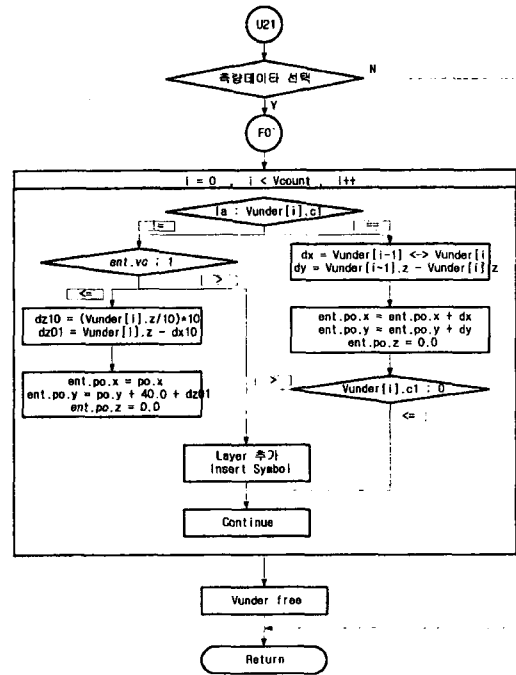 U21
측량데이타 선택
N
Y
F0
i = 0 , i < Vcount , i++
la : Vunder[i].c1
!=
==
ent.vc : 1
>
<=
dx = Vunder[i-1] <-> Vunder[i
dy = Vunder[i-1].z - Vunder[i].z
dz10 = (Vunder[i].z/10)*10
dz01 = Vunder[i].z - dx10
ent.po.x = ent.po.x + dx
ent.po.y = ent.po.y + dy
ent.po.z = 0.0
ent.po.x = po.x
ent.po.y = po.y + 40.0 + dz01
ent.po.z = 0.0
>
Vunder[i].c1 : 0
<=
Layer 추가
Insert Symbol
Continue
Vunder free
Return